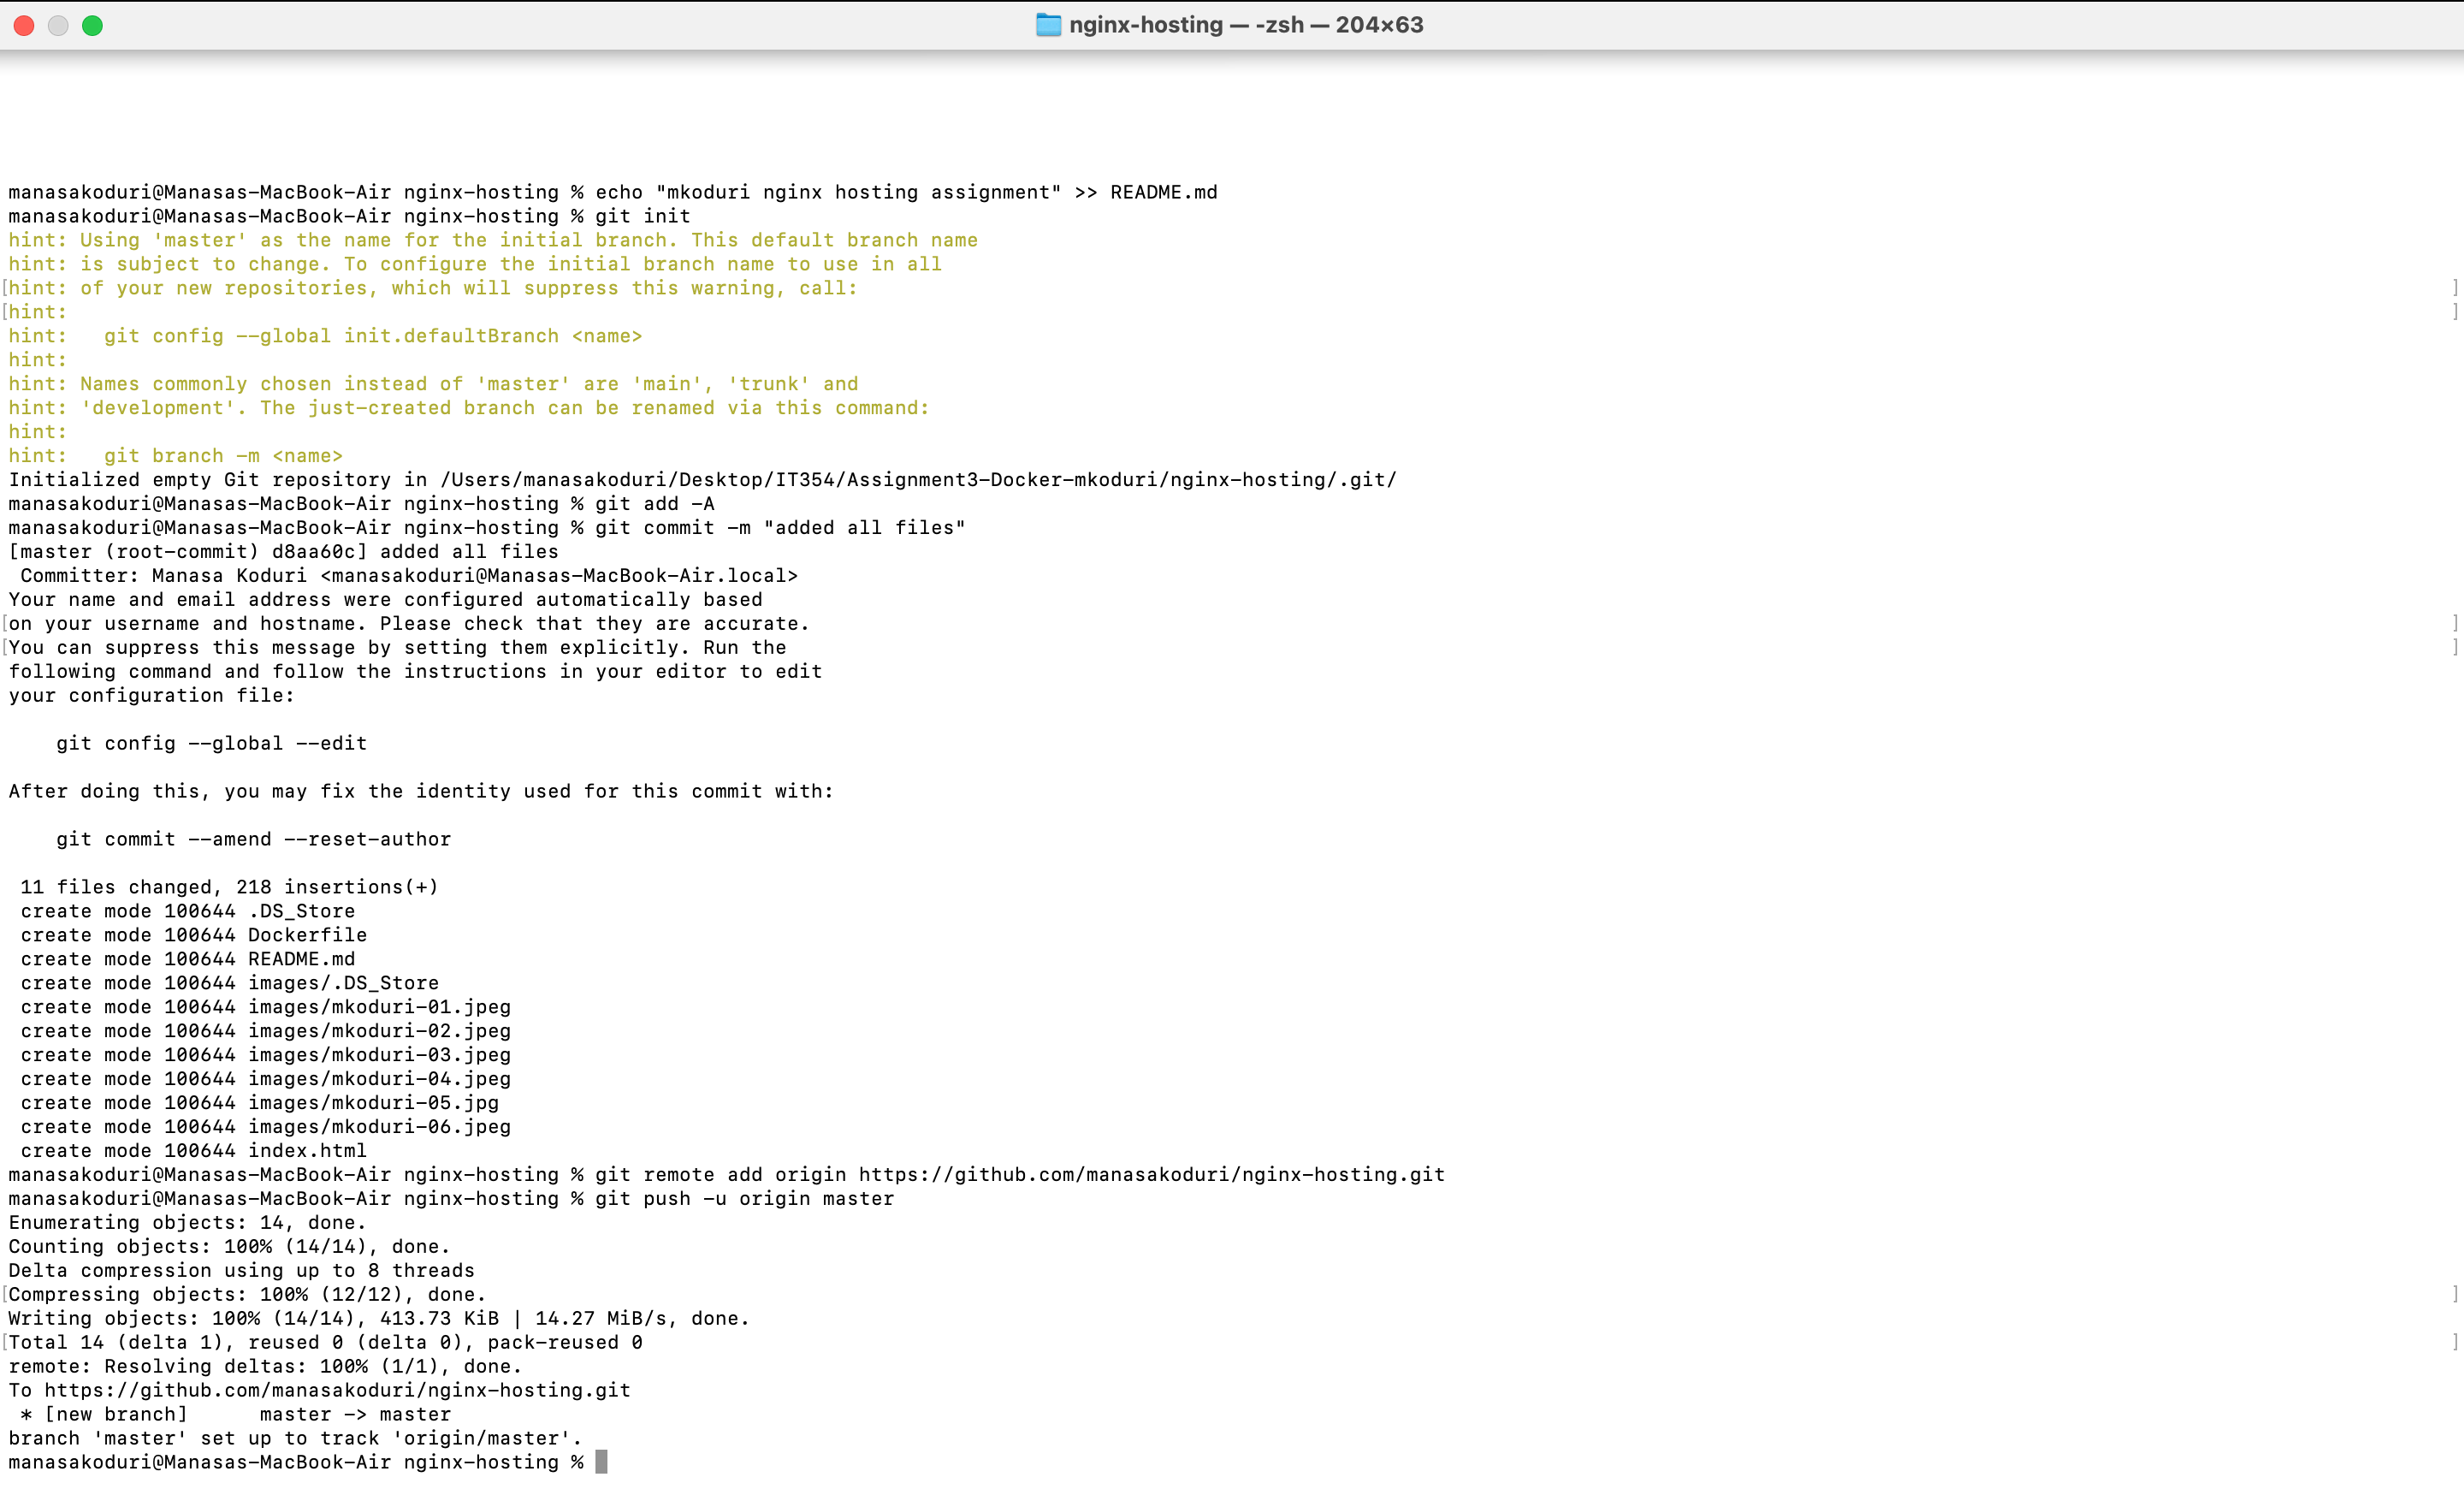 nginx-hosting — -zsh — 204×63
manasakoduri@Manasas-MacBook-Air nginx-hosting % echo "mkoduri nginx hosting assignment" >> README.md
manasakoduri@Manasas-MacBook-Air nginx-hosting % git init
hint: Using 'master' as the name for the initial branch. This default branch name
hint: is subject to change. To configure the initial branch name to use in all
[hint: of your new repositories, which will suppress this warning, call: ]
[hint: ]
hint:   git config --global init.defaultBranch <name>
hint:
hint: Names commonly chosen instead of 'master' are 'main', 'trunk' and
hint: 'development'. The just-created branch can be renamed via this command:
hint:
hint:   git branch -m <name>
Initialized empty Git repository in /Users/manasakoduri/Desktop/IT354/Assignment3-Docker-mkoduri/nginx-hosting/.git/
manasakoduri@Manasas-MacBook-Air nginx-hosting % git add -A
manasakoduri@Manasas-MacBook-Air nginx-hosting % git commit -m "added all files"
[master (root-commit) d8aa60c] added all files
 Committer: Manasa Koduri <manasakoduri@Manasas-MacBook-Air.local>
Your name and email address were configured automatically based
[on your username and hostname. Please check that they are accurate. ]
[You can suppress this message by setting them explicitly. Run the ]
following command and follow the instructions in your editor to edit
your configuration file:
    git config --global --edit
After doing this, you may fix the identity used for this commit with:
    git commit --amend --reset-author
 11 files changed, 218 insertions(+)
 create mode 100644 .DS_Store
 create mode 100644 Dockerfile
 create mode 100644 README.md
 create mode 100644 images/.DS_Store
 create mode 100644 images/mkoduri-01.jpeg
 create mode 100644 images/mkoduri-02.jpeg
 create mode 100644 images/mkoduri-03.jpeg
 create mode 100644 images/mkoduri-04.jpeg
 create mode 100644 images/mkoduri-05.jpg
 create mode 100644 images/mkoduri-06.jpeg
 create mode 100644 index.html
manasakoduri@Manasas-MacBook-Air nginx-hosting % git remote add origin https://github.com/manasakoduri/nginx-hosting.git
manasakoduri@Manasas-MacBook-Air nginx-hosting % git push -u origin master
Enumerating objects: 14, done.
Counting objects: 100% (14/14), done.
Delta compression using up to 8 threads
[Compressing objects: 100% (12/12), done. ]
Writing objects: 100% (14/14), 413.73 KiB | 14.27 MiB/s, done.
[Total 14 (delta 1), reused 0 (delta 0), pack-reused 0 ]
remote: Resolving deltas: 100% (1/1), done.
To https://github.com/manasakoduri/nginx-hosting.git
 * [new branch]      master -> master
branch 'master' set up to track 'origin/master'.
manasakoduri@Manasas-MacBook-Air nginx-hosting %